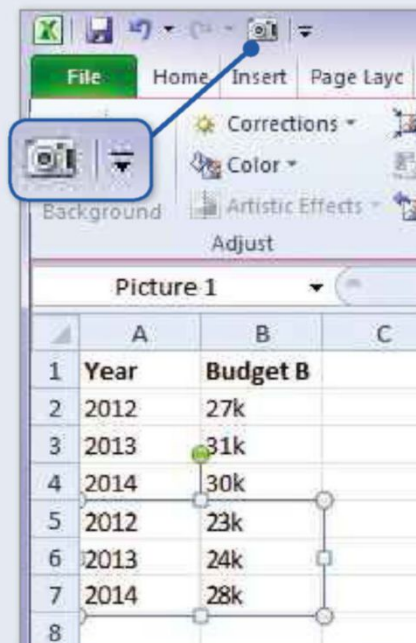 File Home Insert Page Layc
Corrections
Color
Background Artistic Effects
Adjust
Picture 1
A B C
1 Year Budget B
2 2012 27k
3 2013 31k
4 2014 30k
5 2012 23k
6 2013 24k
7 2014 28k
8